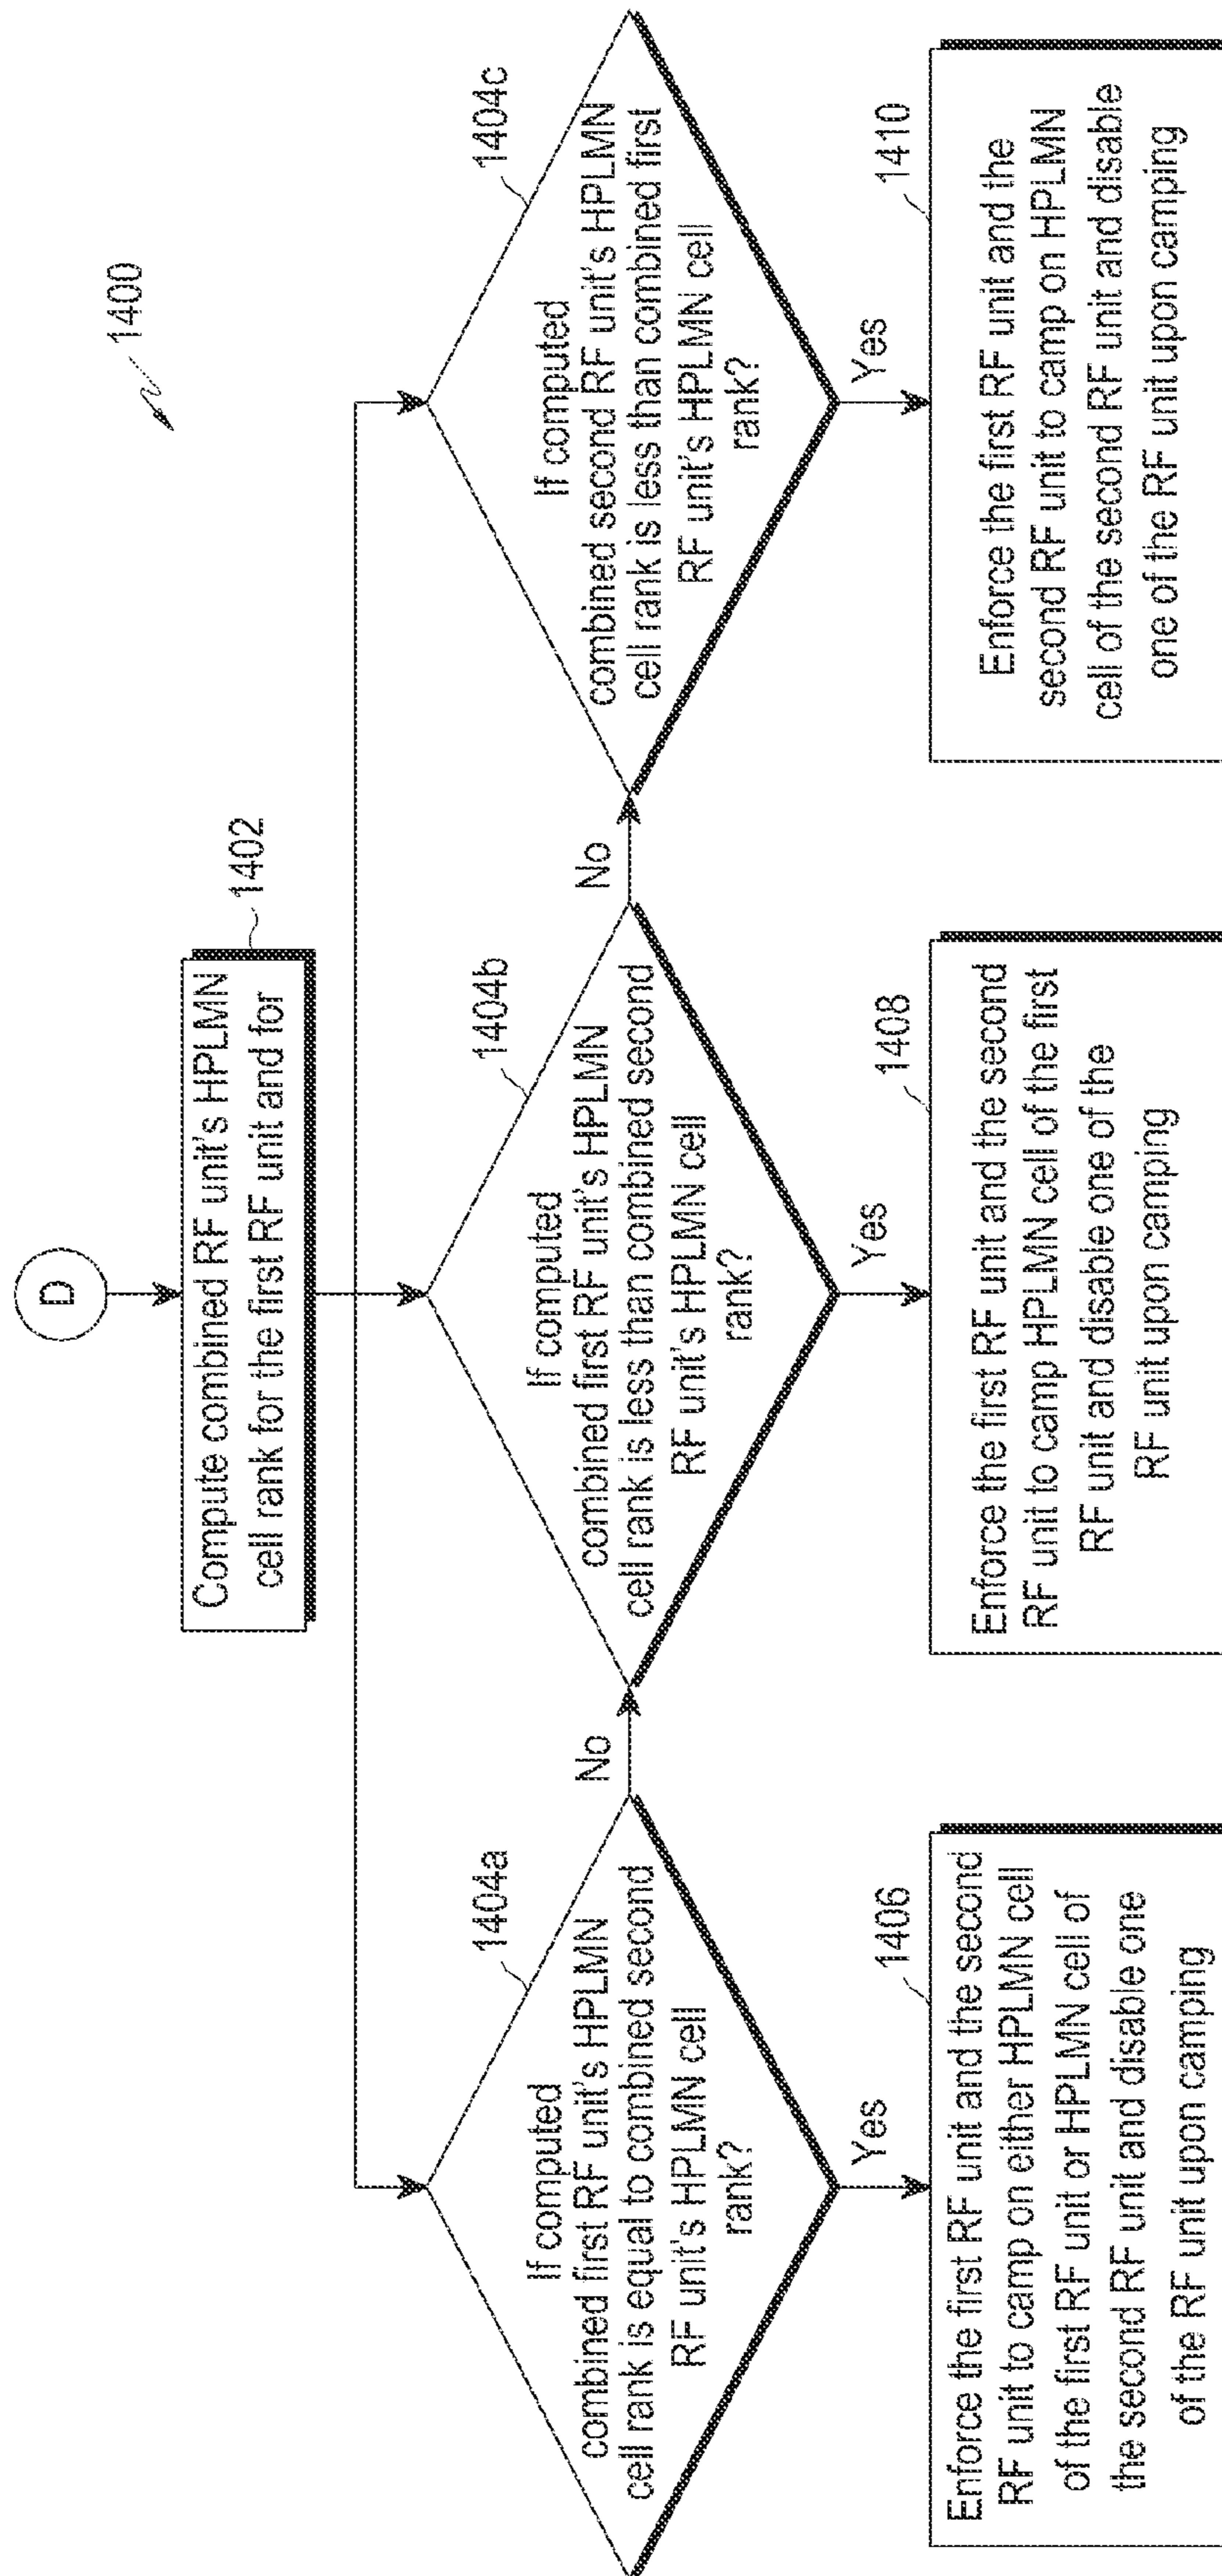 1400
D
1402
Compute combined RF unit's HPLMN
cell rank for the first RF unit and for
1404a
If computed
combined first RF unit's HPLMN
cell rank is equal to combined second
RF unit's HPLMN cell
rank?
No
1404b
If computed
combined first RF unit's HPLMN
cell rank is less than combined second
RF unit's HPLMN cell
rank?
No
1404c
If computed
combined second RF unit's HPLMN
cell rank is less than combined first
RF unit's HPLMN cell
rank?
Yes
1406
Enforce the first RF unit and the second
RF unit to camp on either HPLMN cell
of the first RF unit or HPLMN cell of
the second RF unit and disable one
of the RF unit upon camping
Yes
1408
Enforce the first RF unit and the second
RF unit to camp HPLMN cell of the first
RF unit and disable one of the
RF unit upon camping
Yes
1410
Enforce the first RF unit and the
second RF unit to camp on HPLMN
cell of the second RF unit and disable
one of the RF unit upon camping